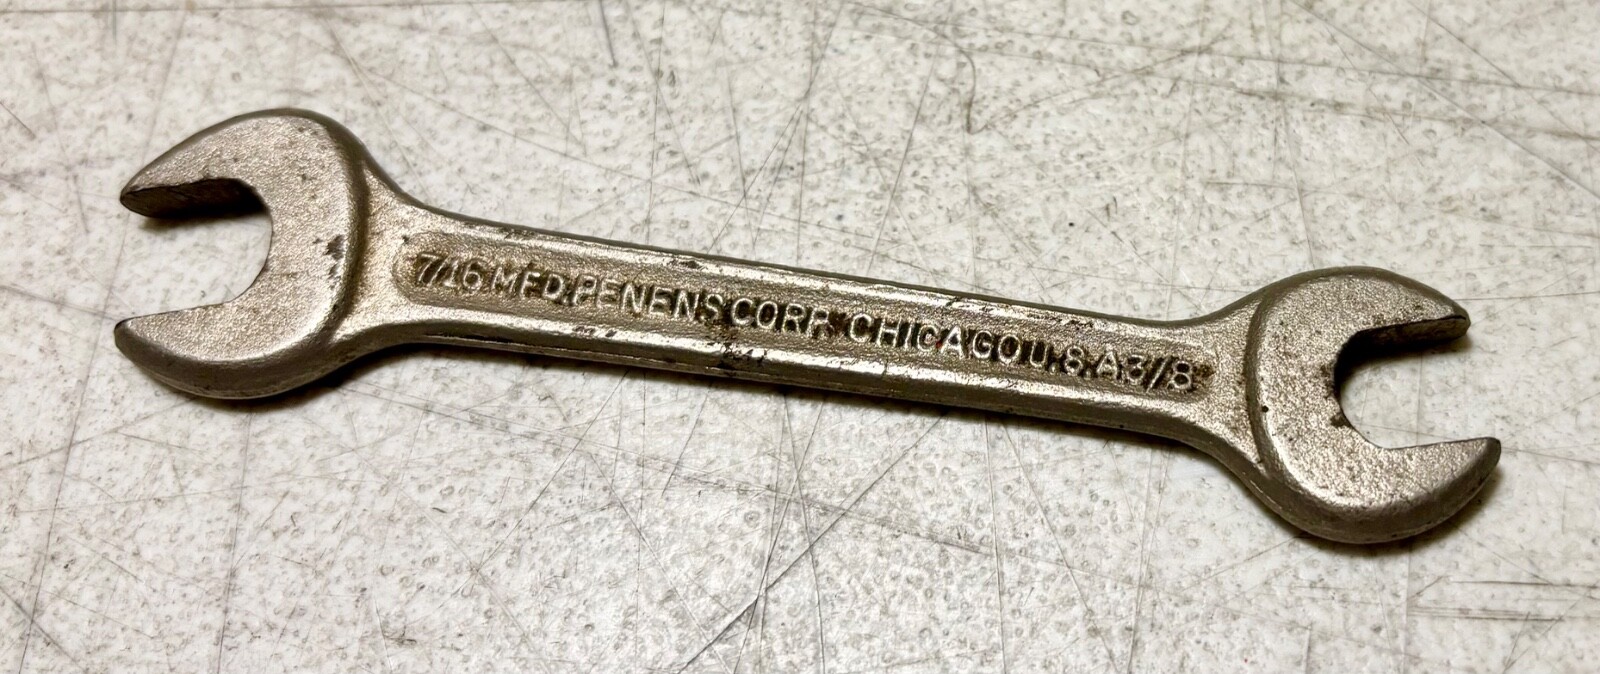 7/16 MFD. PENENS CORP. CHICAGO U.S.A 3/8